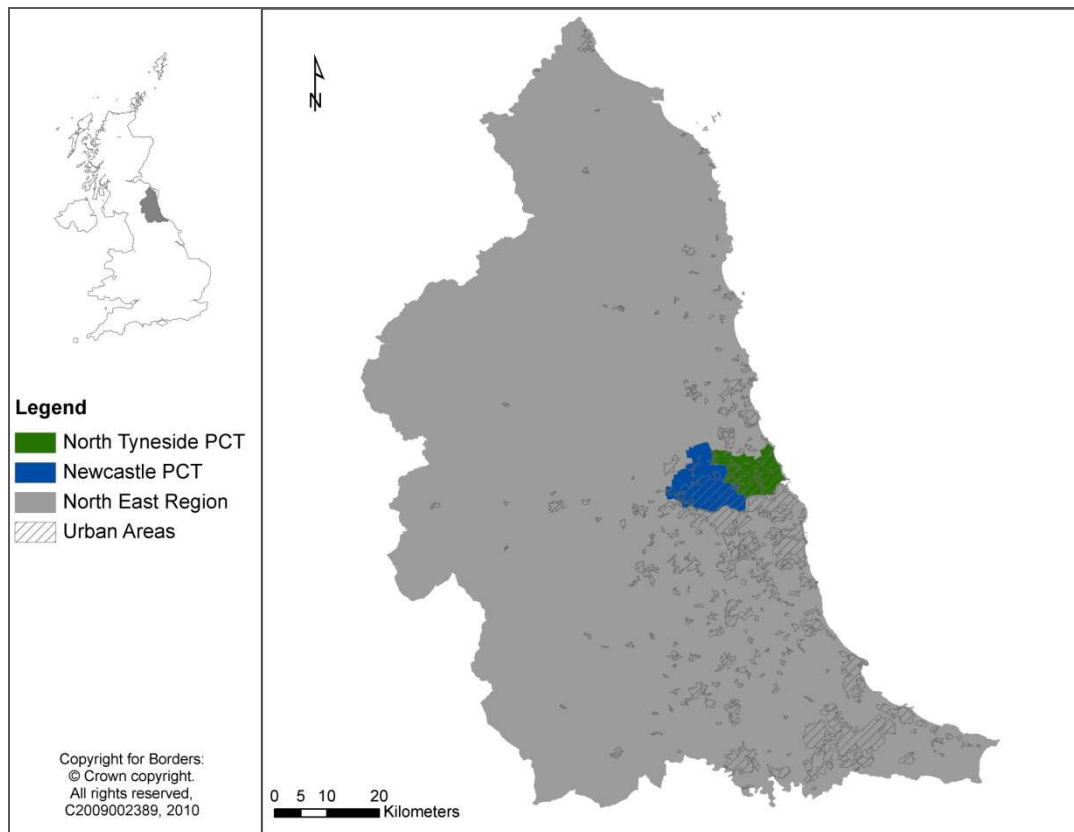 N
Legend
North Tyneside PCT
Newcastle PCT
North East Region
Urban Areas
Copyright for Borders:
© Crown copyright.
All rights reserved,
C2009002389, 2010
0 5 10 20
Kilometers